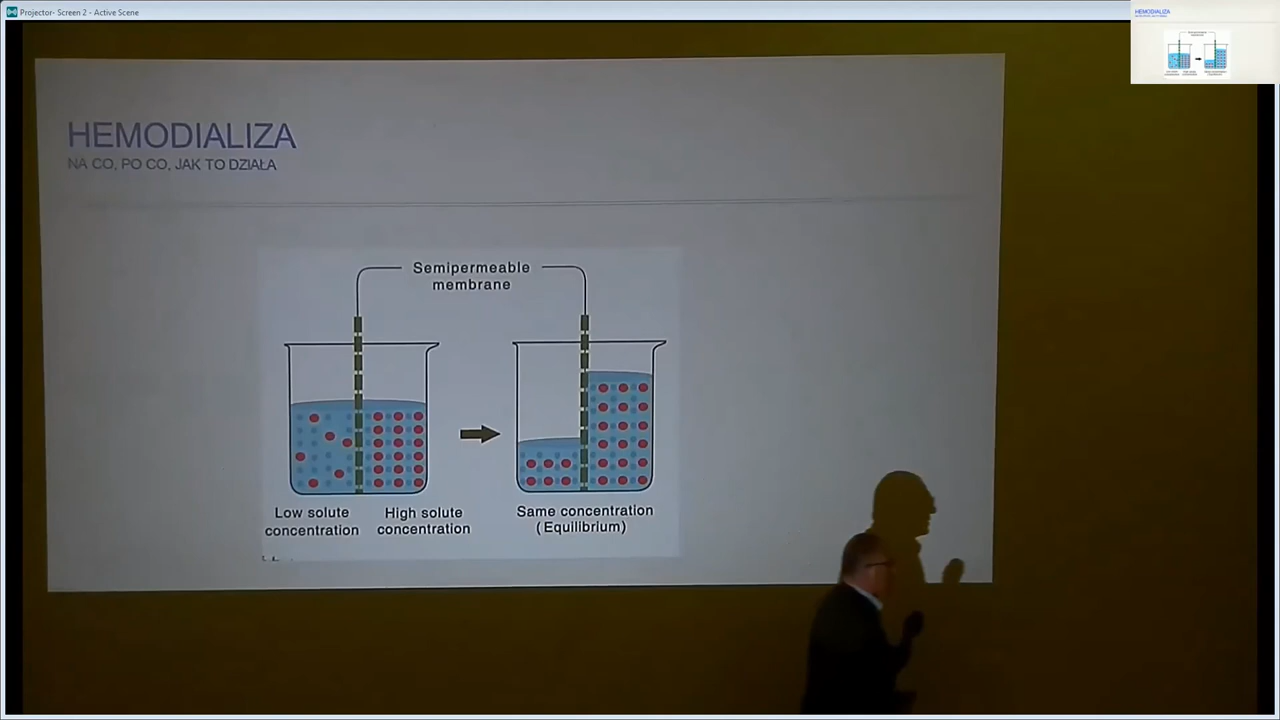 Projector- Screen 2 - Active Scene
HEMODIALIZA
HEMODIALIZA
NA CO, PO CO, JAK TO DZIAŁA
Semipermeable
membrane
Low solute
concentration
High solute
concentration
Same concentration
(Equilibrium)